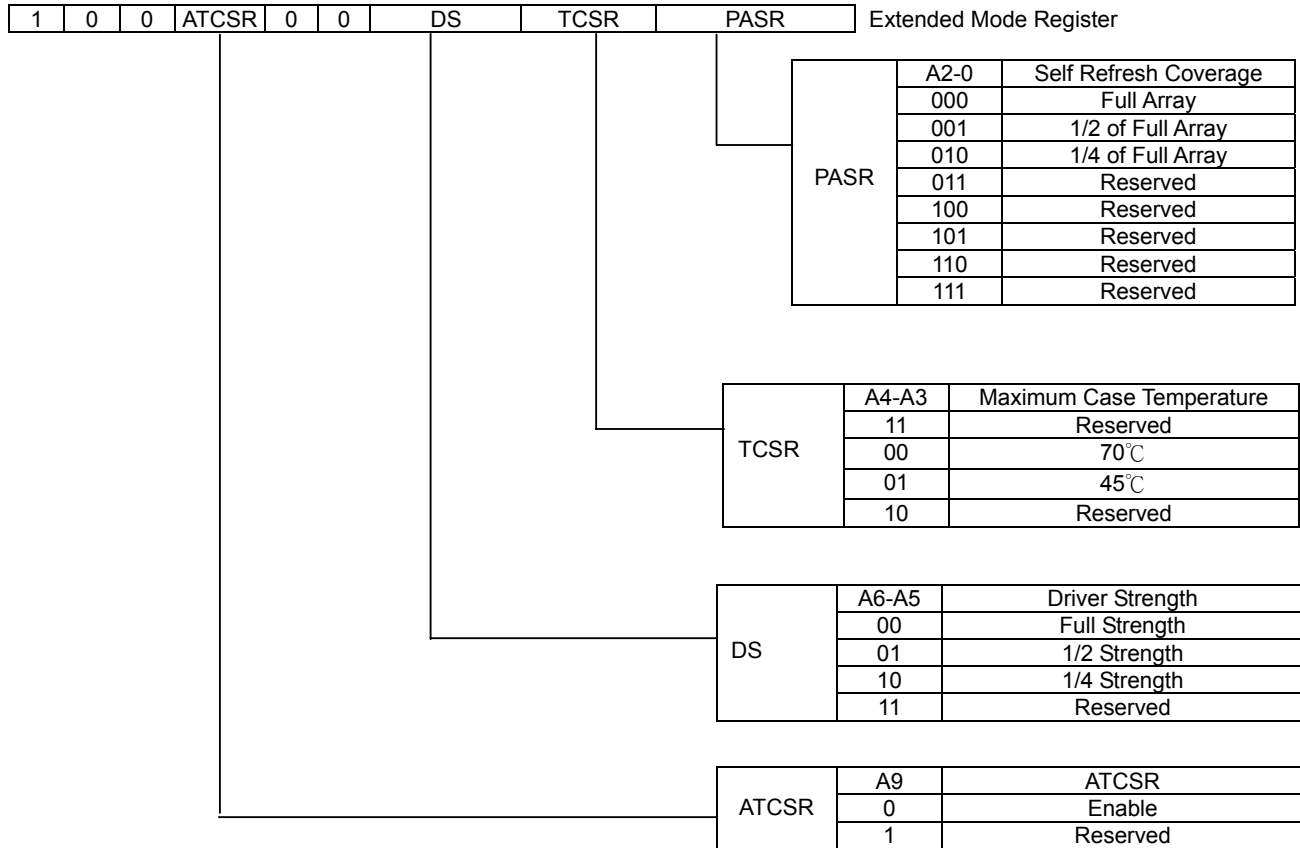 1 0 0 ATCSR 0 0 DS TCSR PASR Extended Mode Register
PASR
A2-0 Self Refresh Coverage
000 Full Array
001 1/2 of Full Array
010 1/4 of Full Array
011 Reserved
100 Reserved
101 Reserved
110 Reserved
111 Reserved
TCSR
A4-A3 Maximum Case Temperature
11 Reserved
00 70℃
01 45℃
10 Reserved
DS
A6-A5 Driver Strength
00 Full Strength
01 1/2 Strength
10 1/4 Strength
11 Reserved
ATCSR
A9 ATCSR
0 Enable
1 Reserved